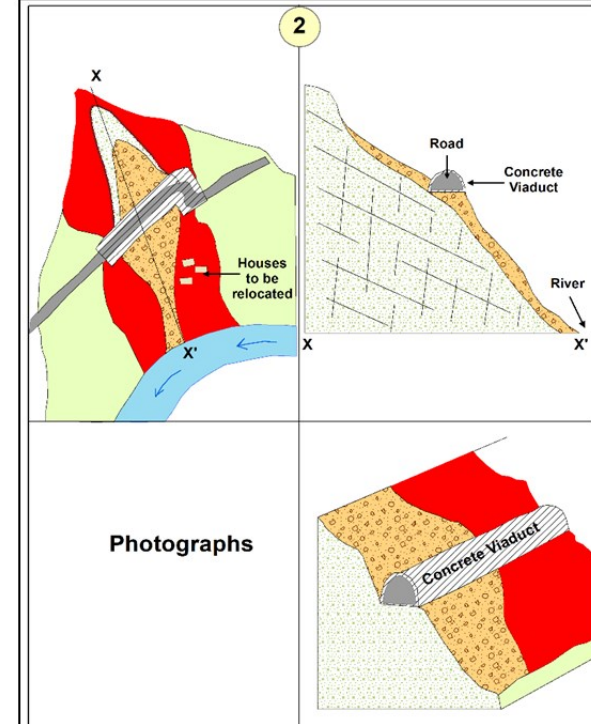 2
X
Houses
to be
relocated
X'
Road
Concrete
Viaduct
River
X
X'
Photographs
Concrete Viaduct